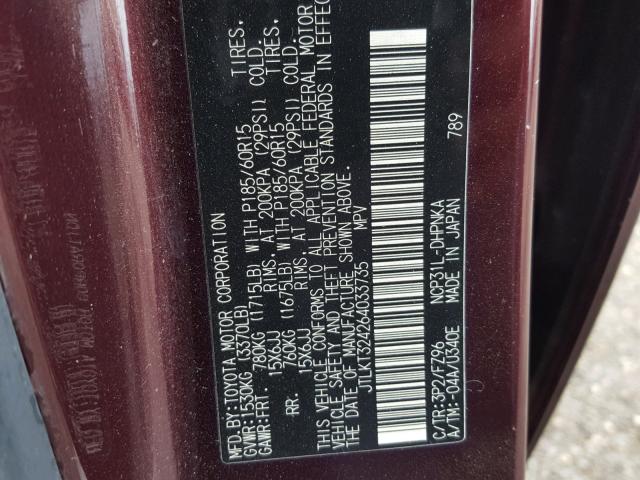 MFD.BY:TOYOTA MOTOR CORPORATION
GVWR:1530KG (3370LB)
GAWR:FRT 780KG (1715LB) WITH P185/60R15 TIRES.
15X6JJ RIMS. AT 200KPA (29PSI) COLD.
RR. 760KG (1675LB) WITH P185/60R15 TIRES.
15X6JJ RIMS. AT 200KPA (29PSI) COLD.
THIS VEHICLE CONFORMS TO ALL APPLICABLE FEDERAL MOTOR
VEHICLE SAFETY AND THEFT PREVENTION STANDARDS IN EFFEC
DATE OF MANUFACTURE SHOWN ABOVE.
JTLKT324264033735 MPV
789
C/TR:3P2/F796 NCP31L-DHPNKA
A/TM:-04A/U340E MADE IN JAPAN